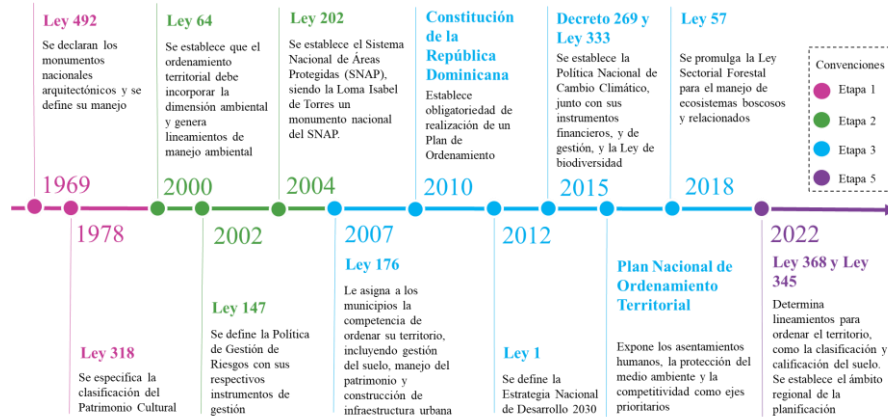 Ley 492
Se declaran los
monumentos
nacionales
arquitectónicos y se
define su manejo
Ley 64
Se establece que el
ordenamiento
territorial debe
incorporar la
dimensión ambiental y
genera
lineamientos de
manejo ambiental
Ley 202
Se establece el Sistema
Nacional de Áreas
Protegidas (SNAP),
siendo la Loma Isabel
de Torres un
monumento nacional
del SNAP.
Constitución
de la
República
Dominicana
Establece
obligatoriedad de
realización de un
Plan de
Ordenamiento
Decreto 269 y
Ley 333
Se establece la
Política Nacional de
Cambio Climático,
junto con sus
instrumentos
financieros, y de
gestión, y la Ley de
biodiversidad
Ley 57
Se promulga la Ley
Sectorial Forestal
para el manejo de
ecosistemas boscosos
y relacionados
Convenciones
Etapa 1
Etapa 2
Etapa 3
Etapa 5
1969
2000
2004
2010
2015
2018
1978
2002
2007
2012
2022
Ley 318
Se especifica la
clasificación del
Patrimonio Cultural
Ley 147
Se define la Política
de Gestión de
Riesgos con sus
respectivos
instrumentos de
gestión
Ley 176
Le asigna a los
municipios la
competencia de
ordenar su territorio,
incluyendo gestión
del suelo, manejo del
patrimonio y
construcción de
infraestructura urbana
Ley 1
Se define la
Estrategia Nacional
de Desarrollo 2030
Plan Nacional de
Ordenamiento
Territorial
Expone los asentamientos
humanos, la protección del
medio ambiente y la
competitividad como ejes
prioritarios
Ley 368 y Ley
345
Determina
lineamientos para
ordenar el territorio,
como la clasificación y
calificación del suelo.
Se establece el ámbito
regional de la
planificación